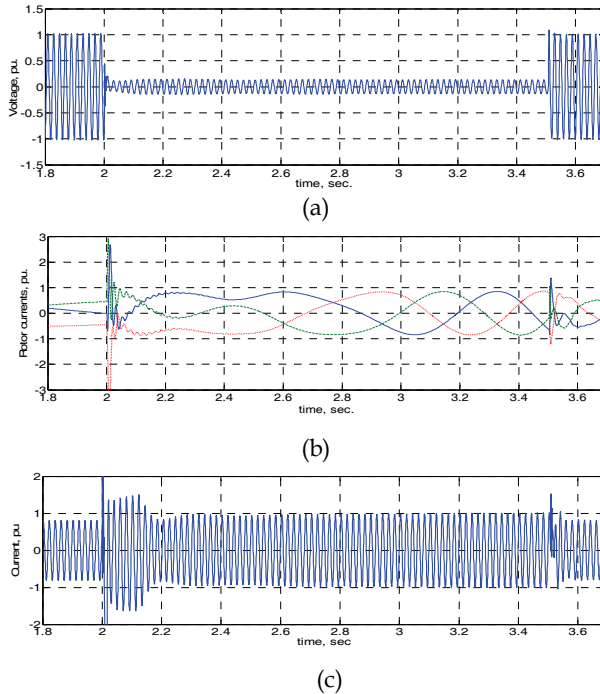 1.5
1
0.5
0
-0.5
-1
-1.5
Voltage, pu.
1.8 2 2.2 2.4 2.6 2.8 3 3.2 3.4 3.6
time, sec.
(a)
3
2
1
0
-1
-2
-3
Rotor currents, pu.
1.8 2 2.2 2.4 2.6 2.8 3 3.2 3.4 3.6
time, sec.
(b)
2
1
0
-1
-2
Current, pu
1.8 2 2.2 2.4 2.6 2.8 3 3.2 3.4 3.6
time, sec
(c)